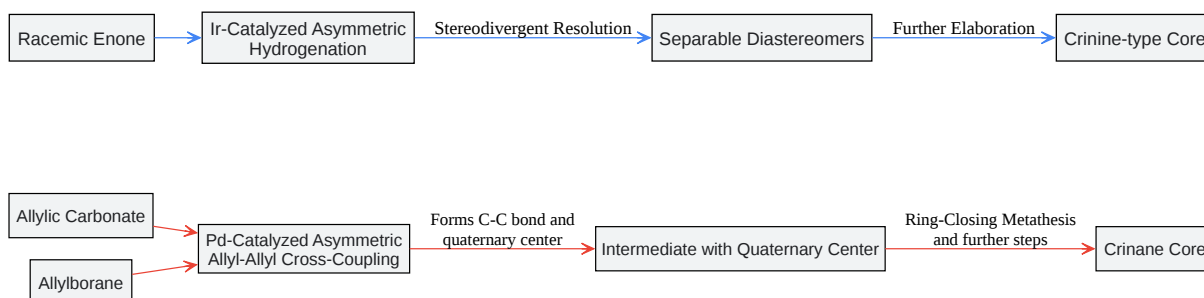 Racemic Enone
Ir-Catalyzed Asymmetric
Hydrogenation
Stereodivergent Resolution
Separable Diastereomers
Further Elaboration
Crinine-type Core
Allylic Carbonate
Allylborane
Pd-Catalyzed Asymmetric
Allyl-Allyl Cross-Coupling
Forms C-C bond and
quaternary center
Intermediate with Quaternary Center
Ring-Closing Metathesis
and further steps
Crinane Core